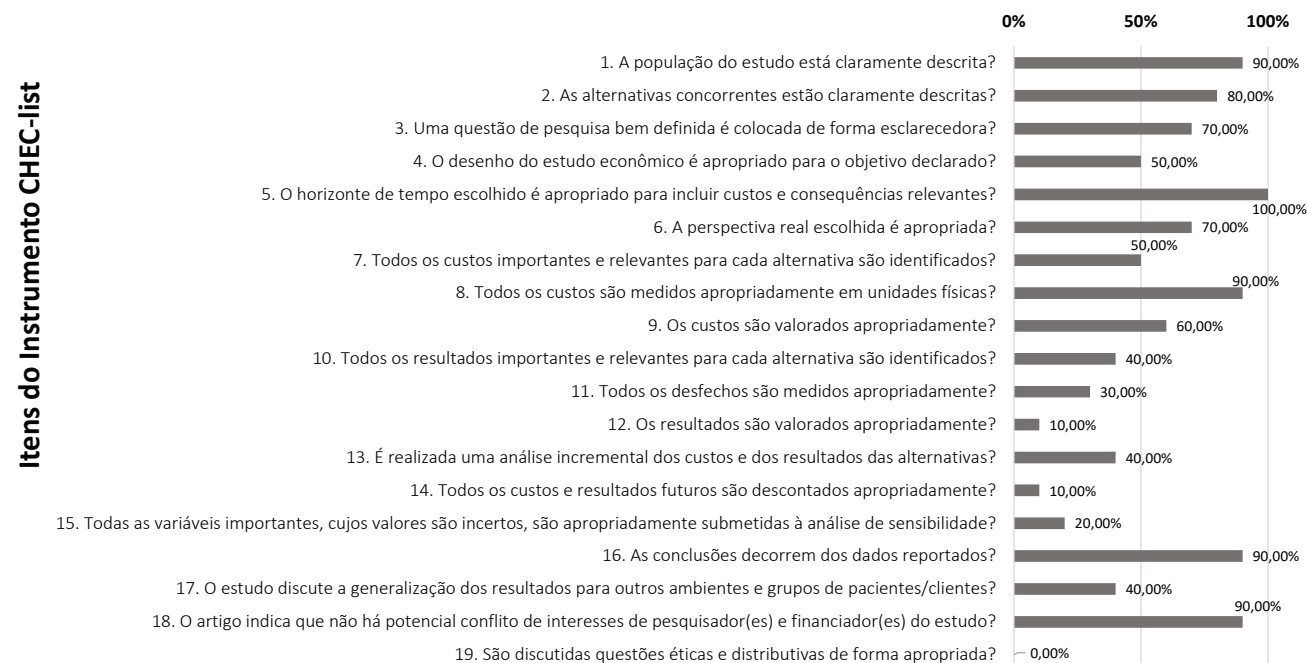 0% 50% 100%
Itens do Instrumento CHEC-list
1. A população do estudo está claramente descrita? 90,00%
2. As alternativas concorrentes estão claramente descritas? 80,00%
3. Uma questão de pesquisa bem definida é colocada de forma esclarecedora? 70,00%
4. O desenho do estudo econômico é apropriado para o objetivo declarado? 50,00%
5. O horizonte de tempo escolhido é apropriado para incluir custos e consequências relevantes? 100,00%
6. A perspectiva real escolhida é apropriada? 70,00%
7. Todos os custos importantes e relevantes para cada alternativa são identificados? 50,00%
8. Todos os custos são medidos apropriadamente em unidades físicas? 90,00%
9. Os custos são valorados apropriadamente? 60,00%
10. Todos os resultados importantes e relevantes para cada alternativa são identificados? 40,00%
11. Todos os desfechos são medidos apropriadamente? 30,00%
12. Os resultados são valorados apropriadamente? 10,00%
13. É realizada uma análise incremental dos custos e dos resultados das alternativas? 40,00%
14. Todos os custos e resultados futuros são descontados apropriadamente? 10,00%
15. Todas as variáveis importantes, cujos valores são incertos, são apropriadamente submetidas à análise de sensibilidade? 20,00%
16. As conclusões decorrem dos dados reportados? 90,00%
17. O estudo discute a generalização dos resultados para outros ambientes e grupos de pacientes/clientes? 40,00%
18. O artigo indica que não há potencial conflito de interesses de pesquisador(es) e financiador(es) do estudo? 90,00%
19. São discutidas questões éticas e distributivas de forma apropriada? 0,00%